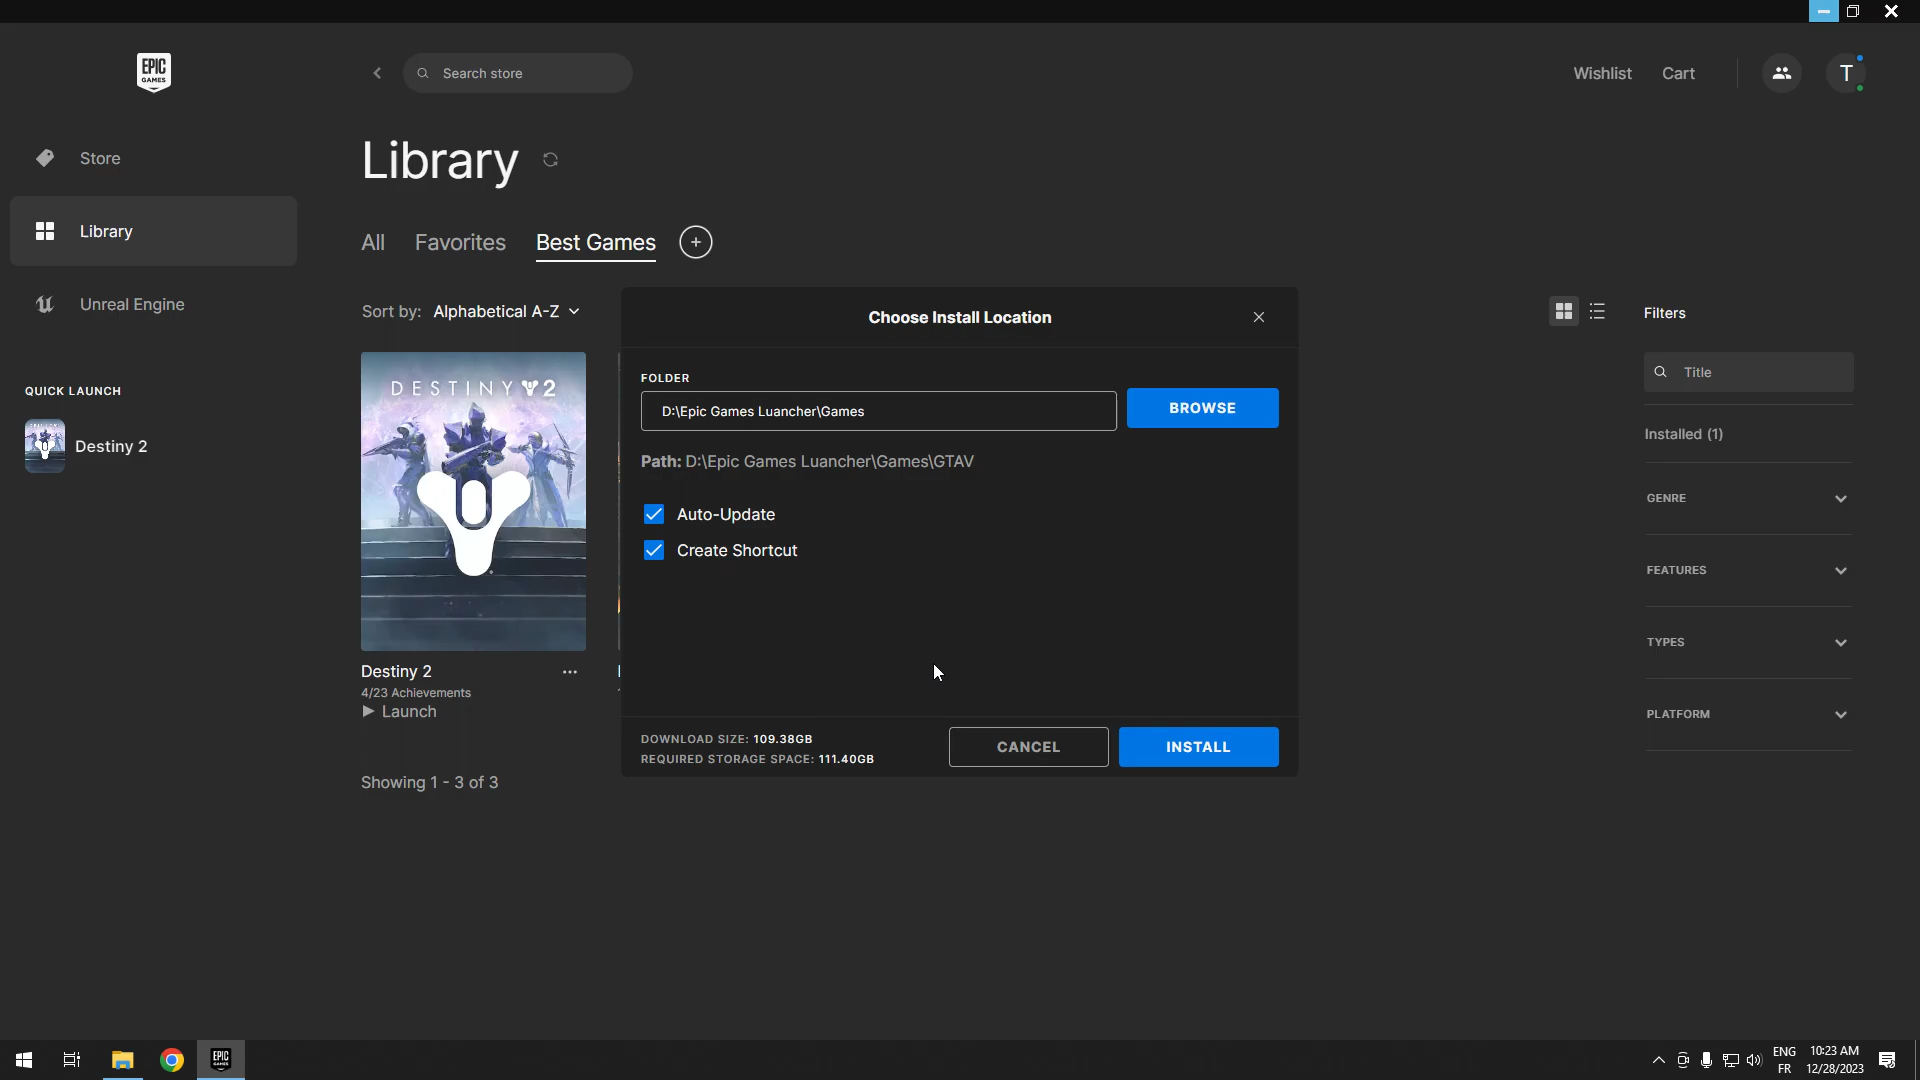 EPIC
GAMES
Search store
Wishlist
Cart
T
Store
Library
Unreal Engine
QUICK LAUNCH
Destiny 2
Library
All
Favorites
Best Games
+
Sort by: Alphabetical A-Z
DESTINY 2
Destiny 2
...
4/23 Achievements
Launch
Showing 1 - 3 of 3
Choose Install Location
FOLDER
D:\Epic Games Luancher\Games
BROWSE
Path: D:\Epic Games Luancher\Games\GTAV
Auto-Update
Create Shortcut
DOWNLOAD SIZE: 109.38GB
REQUIRED STORAGE SPACE: 111.40GB
CANCEL
INSTALL
Filters
Title
Installed (1)
GENRE
FEATURES
TYPES
PLATFORM
EPIC
GAMES
ENG
FR
10:23 AM
12/28/2023